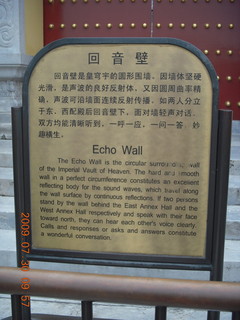 回音壁
回音壁是皇穹宇的圆形围墙。因墙体坚硬
光滑，是声波的良好反射体，又因圆周曲率精
确，声波可沿墙面连续反射传播。如两人分立于
东、西配殿后回音壁下，面对墙轻声对话，
双方均能清晰听到。一呼一应，一问一答，妙
趣横生。
Echo Wall
The Echo Wall is the circular surrounding wall
of the Imperial Vault of Heaven. The hard and smooth
wall in a perfect circumference constitutes an excellent
reflecting body for the sound waves, which travel along
the wall surface by continuous reflections. If two persons
stand by the wall behind the East Annex Hall and the
West Annex Hall respectively and speak with their face
toward north, they can hear each other's voice clearly.
Calls and responses or asks and answers constitute
a wonderful conversation.